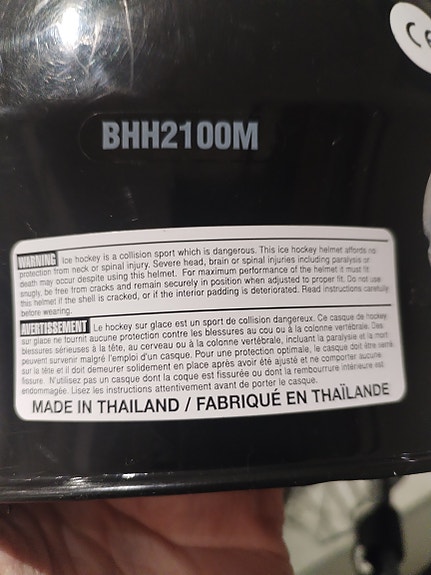 CE
BHH2100M
WARNING Ice hockey is a collision sport which is dangerous. This ice hockey helmet affords no
protection from neck or spinal injury. Severe head, brain or spinal injuries including paralysis or
death may occur despite using this helmet. For maximum performance of the helmet it must fit
snugly, be free from cracks and remain securely in position when adjusted to proper fit. Do not use
this helmet if the shell is cracked, or if the interior padding is deteriorated. Read instructions carefully
before wearing.
AVERTISSEMENT Le hockey sur glace est un sport de collision dangereux. Ce casque de hockey
sur glace ne fournit aucune protection contre les blessures au cou ou à la colonne vertébrale. Des
blessures sérieuses à la tête, au cerveau ou à la colonne vertébrale, incluant la paralysie et la mort
peuvent survenir malgré l'emploi d'un casque. Pour une protection optimale, le casque doit être serré
sur la tête et il doit demeurer solidement en place après avoir été ajusté et ne comporter aucune
fissure. N'utilisez pas un casque dont la coque est fissurée ou dont la rembourrure intérieure est
endommagée. Lisez les instructions attentivement avant de porter le casque.
MADE IN THAILAND / FABRIQUÉ EN THAÏLANDE